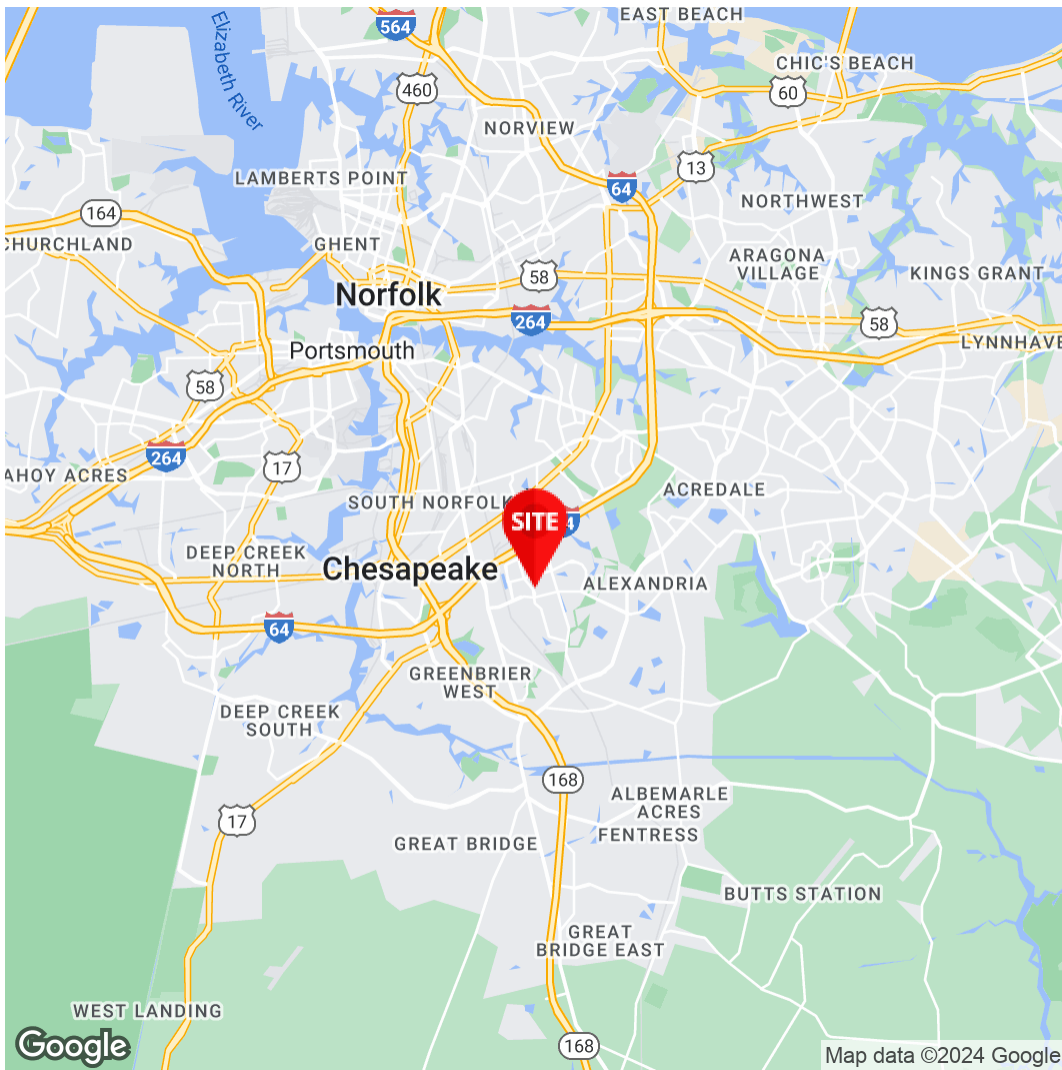 EAST BEACH
564
Elizabeth River
CHIC'S BEACH
460
60
NORVIEW
13
LAMBERTS POINT
64
NORTHWEST
164
CHURCHLAND
GHENT
ARAGONA
VILLAGE
KINGS GRANT
58
Norfolk
264
58
LYNNHAVE
Portsmouth
58
264
17
AHOY ACRES
ACREDALE
SOUTH NORFOLK
SITE
4
DEEP CREEK
NORTH
Chesapeake
ALEXANDRIA
64
GREENBRIER
WEST
DEEP CREEK
SOUTH
168
ALBEMARLE
ACRES
17
FENTRESS
GREAT BRIDGE
BUTTS STATION
GREAT
BRIDGE EAST
WEST LANDING
Google
168
Map data ©2024 Google